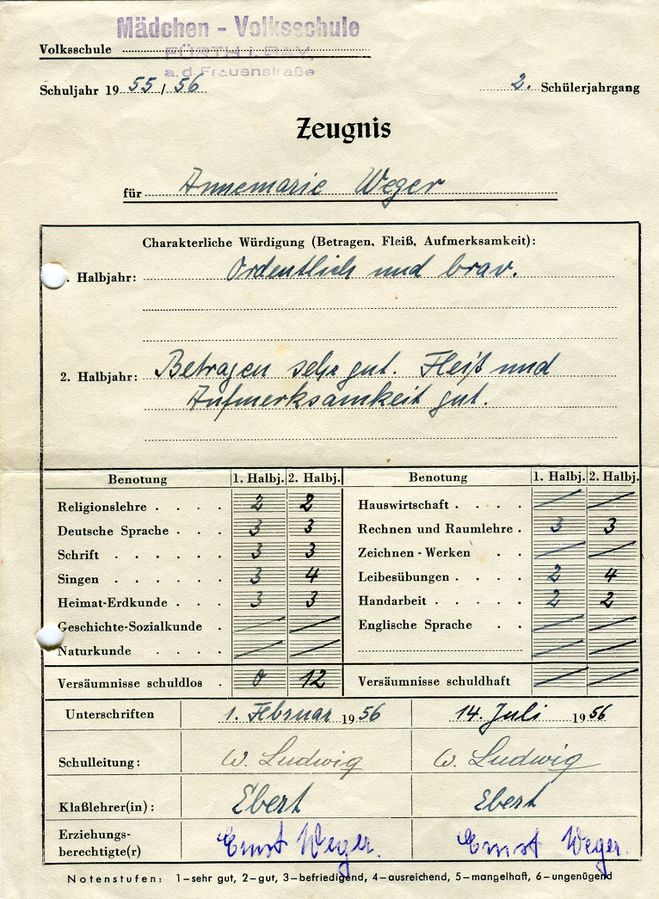 Mädchen - Volksschule
Volksschule
FÜRTH i. BAY.
a. d. Frauenstraße
Schuljahr 1955/56 2. Schülerjahrgang
Zeugnis
für Annemarie Weger
Charakterliche Würdigung (Betragen, Fleiß, Aufmerksamkeit):
. Halbjahr: Ordentlich und brav.
2. Halbjahr: Betragen sehr gut. Fleiß und
Aufmerksamkeit gut.
Benotung 1. Halbj. 2. Halbj. Benotung 1. Halbj. 2. Halbj.
Religionslehre . . . . 2 2 Hauswirtschaft . . . . / /
Deutsche Sprache . . . 3 3 Rechnen und Raumlehre . 3 3
Schrift . . . . . . 3 3 Zeichnen - Werken / /
Singen . . . . . . 3 4 Leibesübungen . . . . 2 4
Heimat-Erdkunde . . . 3 3 Handarbeit . . . . . 2 2
Geschichte-Sozialkunde . / / Englische Sprache . . . / /
Naturkunde . . . . / / / /
Versäumnisse schuldlos . 0 12 Versäumnisse schuldhaft / /
Unterschriften 1. Februar 1956 14. Juli 1956
Schulleitung: W. Ludwig W. Ludwig
Klaßlehrer(in): Ebert Ebert
Erziehungs-
berechtigte(r) Ernst Weger. Ernst Weger.
Notenstufen: 1—sehr gut, 2—gut, 3—befriedigend, 4—ausreichend, 5—mangelhaft, 6—ungenügend